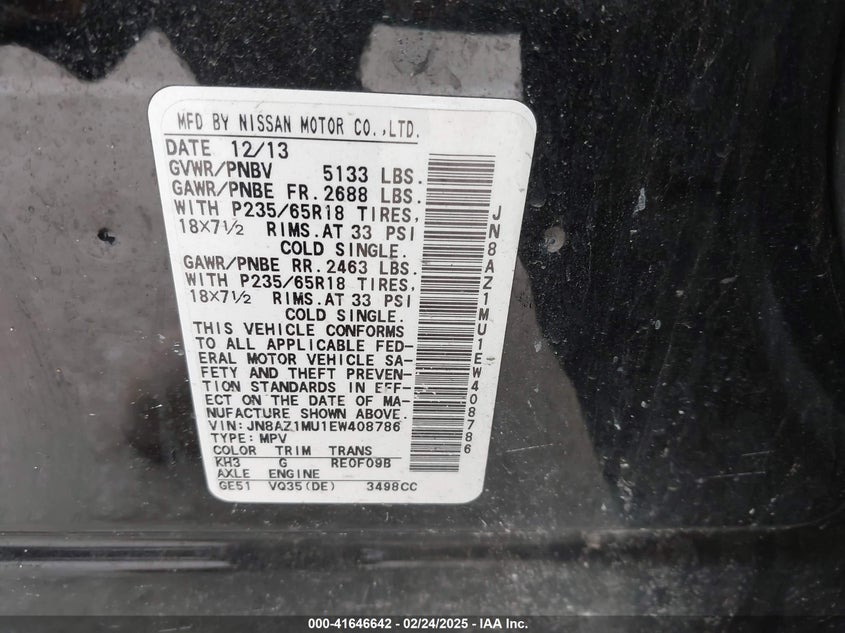 MFD BY NISSAN MOTOR CO.,LTD.
DATE 12/13
GVWR/PNBV 5133 LBS.
GAWR/PNBE FR. 2688 LBS.
WITH P235/65R18 TIRES,
18X7½ RIMS. AT 33 PSI
COLD SINGLE.
GAWR/PNBE RR. 2463 LBS.
WITH P235/65R18 TIRES,
18X7½ RIMS. AT 33 PSI
COLD SINGLE.
THIS VEHICLE CONFORMS
TO ALL APPLICABLE FED-
ERAL MOTOR VEHICLE SA-
FETY AND THEFT PREVEN-
TION STANDARDS IN EFF-
ECT ON THE DATE OF MA-
NUFACTURE SHOWN ABOVE.
VIN: JN8AZ1MU1EW408786
TYPE: MPV
COLOR TRIM TRANS
KH3 G RE0F09B
AXLE ENGINE
GE51 VQ35(DE) 3498CC
JN8AZ1MU1EW408786
000-41646642 / 02/24/2025 - IAA Inc.